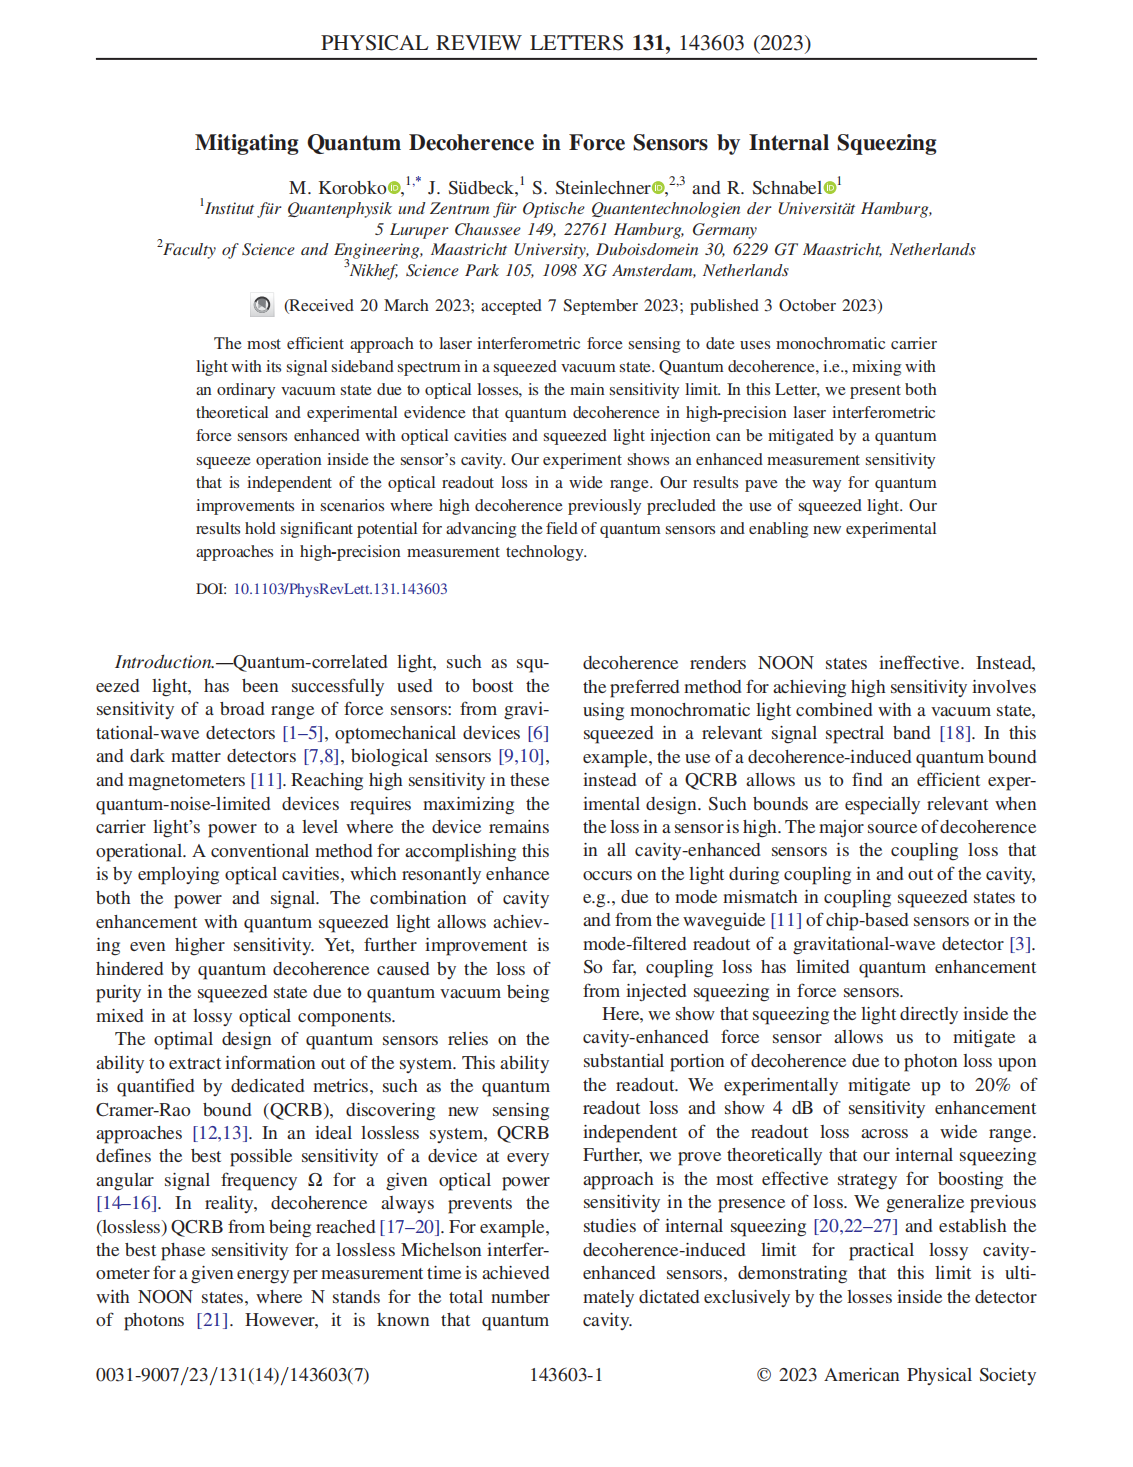 PHYSICAL REVIEW LETTERS 131, 143603 (2023)
Mitigating Quantum Decoherence in Force Sensors by Internal Squeezing
M. Korobko,1,* J. Südbeck,1 S. Steinlechner,2,3 and R. Schnabel1
1Institut für Quantenphysik und Zentrum für Optische Quantentechnologien der Universität Hamburg,
5 Luruper Chaussee 149, 22761 Hamburg, Germany
2Faculty of Science and Engineering, Maastricht University, Duboisdomein 30, 6229 GT Maastricht, Netherlands
3Nikhef, Science Park 105, 1098 XG Amsterdam, Netherlands
(Received 20 March 2023; accepted 7 September 2023; published 3 October 2023)
The most efficient approach to laser interferometric force sensing to date uses monochromatic carrier
light with its signal sideband spectrum in a squeezed vacuum state. Quantum decoherence, i.e., mixing with
an ordinary vacuum state due to optical losses, is the main sensitivity limit. In this Letter, we present both
theoretical and experimental evidence that quantum decoherence in high-precision laser interferometric
force sensors enhanced with optical cavities and squeezed light injection can be mitigated by a quantum
squeeze operation inside the sensor's cavity. Our experiment shows an enhanced measurement sensitivity
that is independent of the optical readout loss in a wide range. Our results pave the way for quantum
improvements in scenarios where high decoherence previously precluded the use of squeezed light. Our
results hold significant potential for advancing the field of quantum sensors and enabling new experimental
approaches in high-precision measurement technology.
DOI: 10.1103/PhysRevLett.131.143603
Introduction.—Quantum-correlated light, such as squ-
eezed light, has been successfully used to boost the
sensitivity of a broad range of force sensors: from gravi-
tational-wave detectors [1–5], optomechanical devices [6]
and dark matter detectors [7,8], biological sensors [9,10],
and magnetometers [11]. Reaching high sensitivity in these
quantum-noise-limited devices requires maximizing the
carrier light's power to a level where the device remains
operational. A conventional method for accomplishing this
is by employing optical cavities, which resonantly enhance
both the power and signal. The combination of cavity
enhancement with quantum squeezed light allows achiev-
ing even higher sensitivity. Yet, further improvement is
hindered by quantum decoherence caused by the loss of
purity in the squeezed state due to quantum vacuum being
mixed in at lossy optical components.
The optimal design of quantum sensors relies on the
ability to extract information out of the system. This ability
is quantified by dedicated metrics, such as the quantum
Cramer-Rao bound (QCRB), discovering new sensing
approaches [12,13]. In an ideal lossless system, QCRB
defines the best possible sensitivity of a device at every
angular signal frequency Ω for a given optical power
[14–16]. In reality, decoherence always prevents the
(lossless) QCRB from being reached [17–20]. For example,
the best phase sensitivity for a lossless Michelson interfer-
ometer for a given energy per measurement time is achieved
with NOON states, where N stands for the total number
of photons [21]. However, it is known that quantum
decoherence renders NOON states ineffective. Instead,
the preferred method for achieving high sensitivity involves
using monochromatic light combined with a vacuum state,
squeezed in a relevant signal spectral band [18]. In this
example, the use of a decoherence-induced quantum bound
instead of a QCRB allows us to find an efficient exper-
imental design. Such bounds are especially relevant when
the loss in a sensor is high. The major source of decoherence
in all cavity-enhanced sensors is the coupling loss that
occurs on the light during coupling in and out of the cavity,
e.g., due to mode mismatch in coupling squeezed states to
and from the waveguide [11] of chip-based sensors or in the
mode-filtered readout of a gravitational-wave detector [3].
So far, coupling loss has limited quantum enhancement
from injected squeezing in force sensors.
Here, we show that squeezing the light directly inside the
cavity-enhanced force sensor allows us to mitigate a
substantial portion of decoherence due to photon loss upon
the readout. We experimentally mitigate up to 20% of
readout loss and show 4 dB of sensitivity enhancement
independent of the readout loss across a wide range.
Further, we prove theoretically that our internal squeezing
approach is the most effective strategy for boosting the
sensitivity in the presence of loss. We generalize previous
studies of internal squeezing [20,22–27] and establish the
decoherence-induced limit for practical lossy cavity-
enhanced sensors, demonstrating that this limit is ulti-
mately dictated exclusively by the losses inside the detector
cavity.
0031-9007/23/131(14)/143603(7)
143603-1
© 2023 American Physical Society